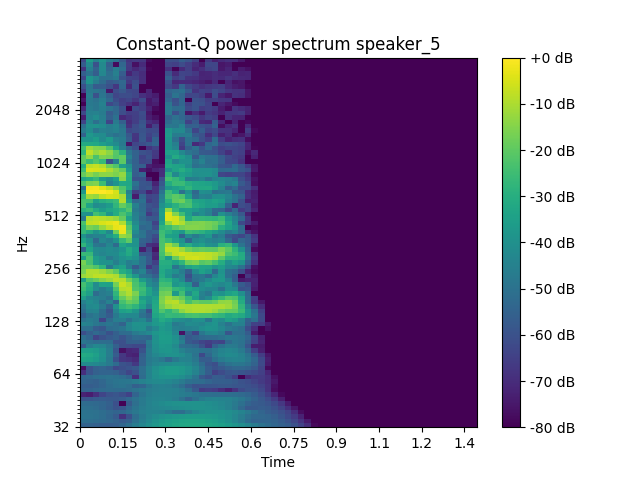 Constant-Q power spectrum speaker_5
Hz
2048
1024
512
256
128
64
32
0 0.15 0.3 0.45 0.6 0.75 0.9 1.1 1.2 1.4
Time
+0 dB
-10 dB
-20 dB
-30 dB
-40 dB
-50 dB
-60 dB
-70 dB
-80 dB